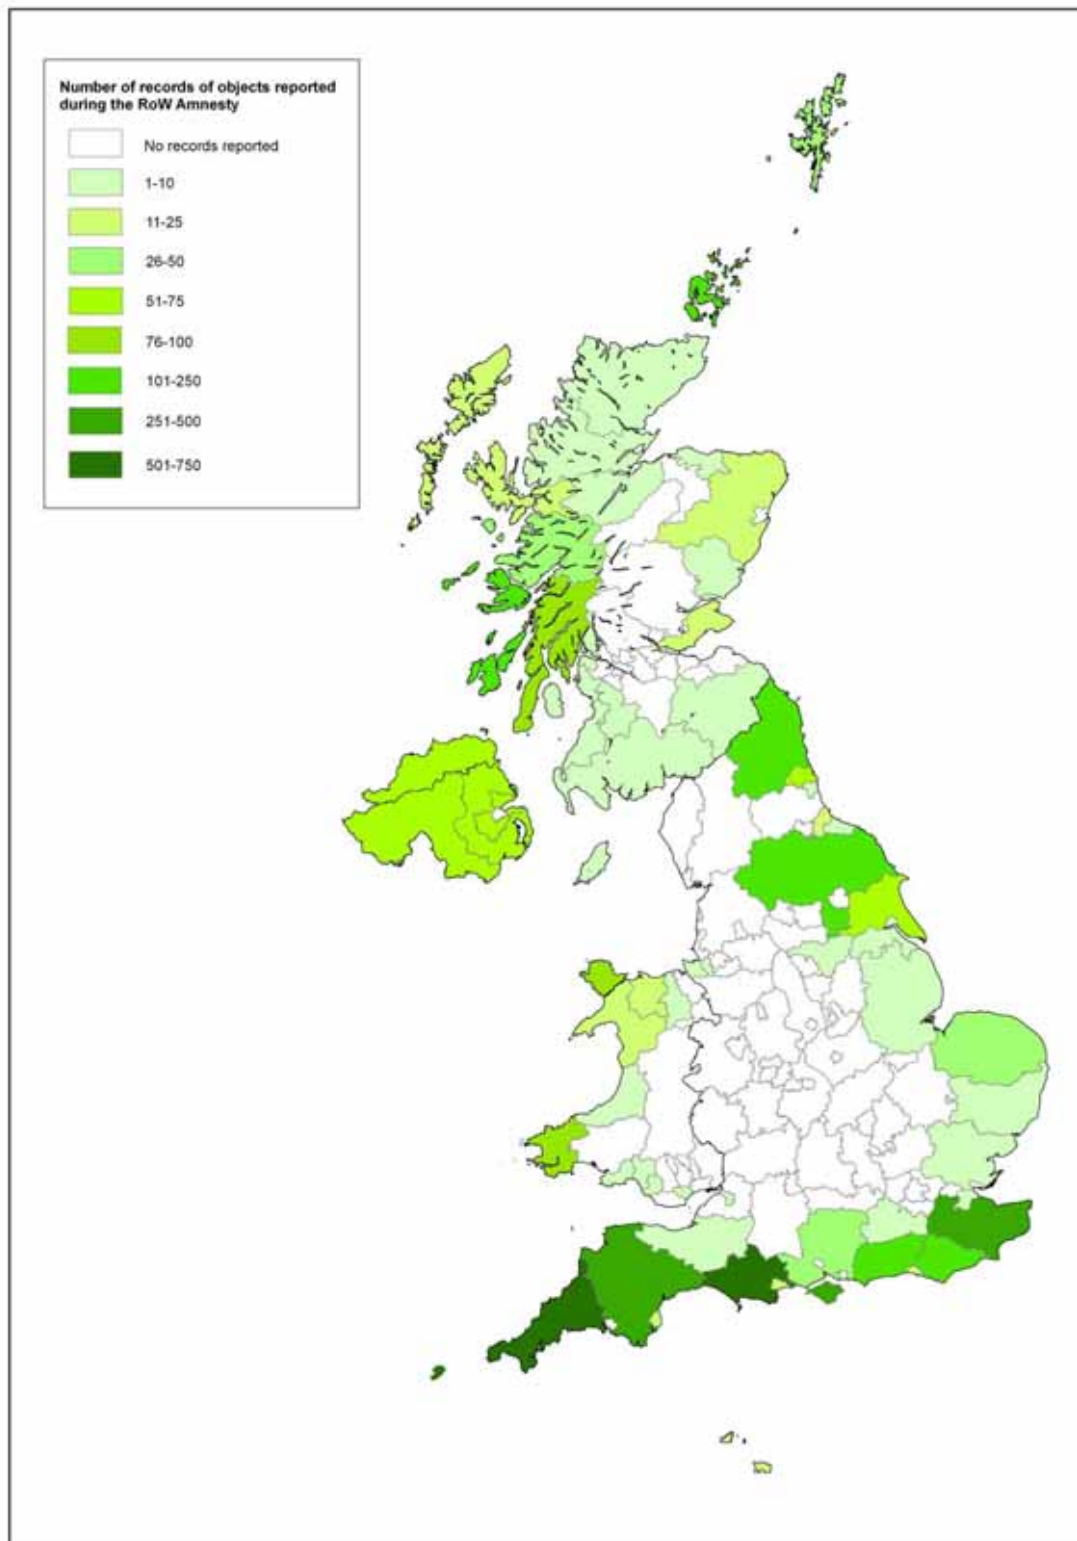 Number of records of objects reported
during the RoW Amnesty
No records reported
1-10
11-25
26-50
51-75
76-100
101-250
251-500
501-750